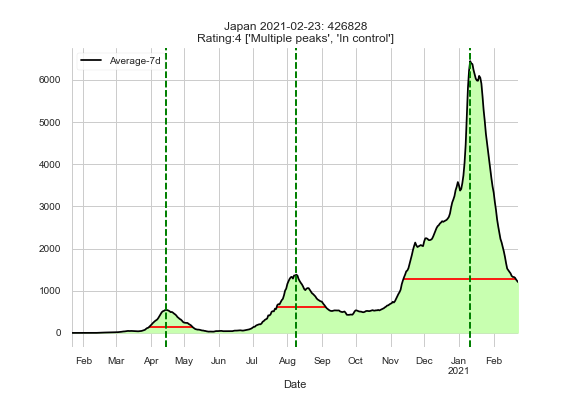 Japan 2021-02-23: 426828
Rating:4 ['Multiple peaks', 'In control']
Average-7d
6000
5000
4000
3000
2000
1000
0
Feb Mar Apr May Jun Jul Aug Sep Oct Nov Dec Jan Feb
2021
Date